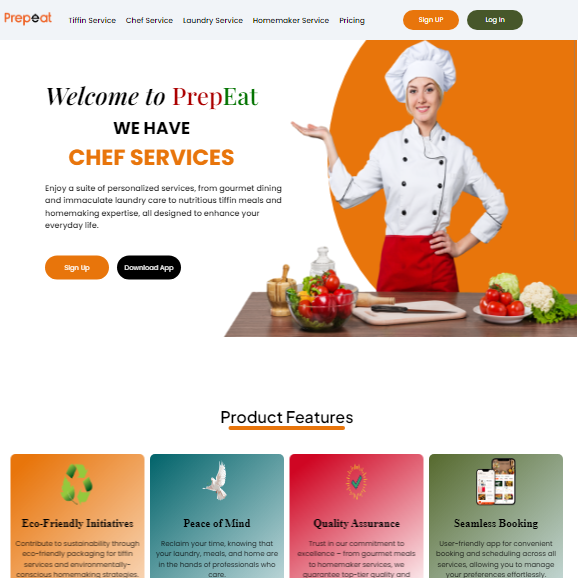 Prepeat Tiffin Service Chef Service Laundry Service Homemaker Service Pricing Sign UP Log In
Welcome to PrepEat
WE HAVE
CHEF SERVICES
Enjoy a suite of personalized services, from gourmet dining
and immaculate laundry care to nutritious tiffin meals and
homemaking expertise, all designed to enhance your
everyday life.
Sign Up Download App
Product Features
Eco-Friendly Initiatives
Contribute to sustainability through
eco-friendly packaging for tiffin
services and environmentally-
conscious homemaking strategies.
Peace of Mind
Reclaim your time, knowing that
your laundry, meals, and home are
in the hands of professionals who
care.
Quality Assurance
Trust in our commitment to
excellence – from gourmet meals
to homemaker services, we
guarantee top-tier quality and
Seamless Booking
User-friendly app for convenient
booking and scheduling across all
services, allowing you to manage
your preferences effortlessly.